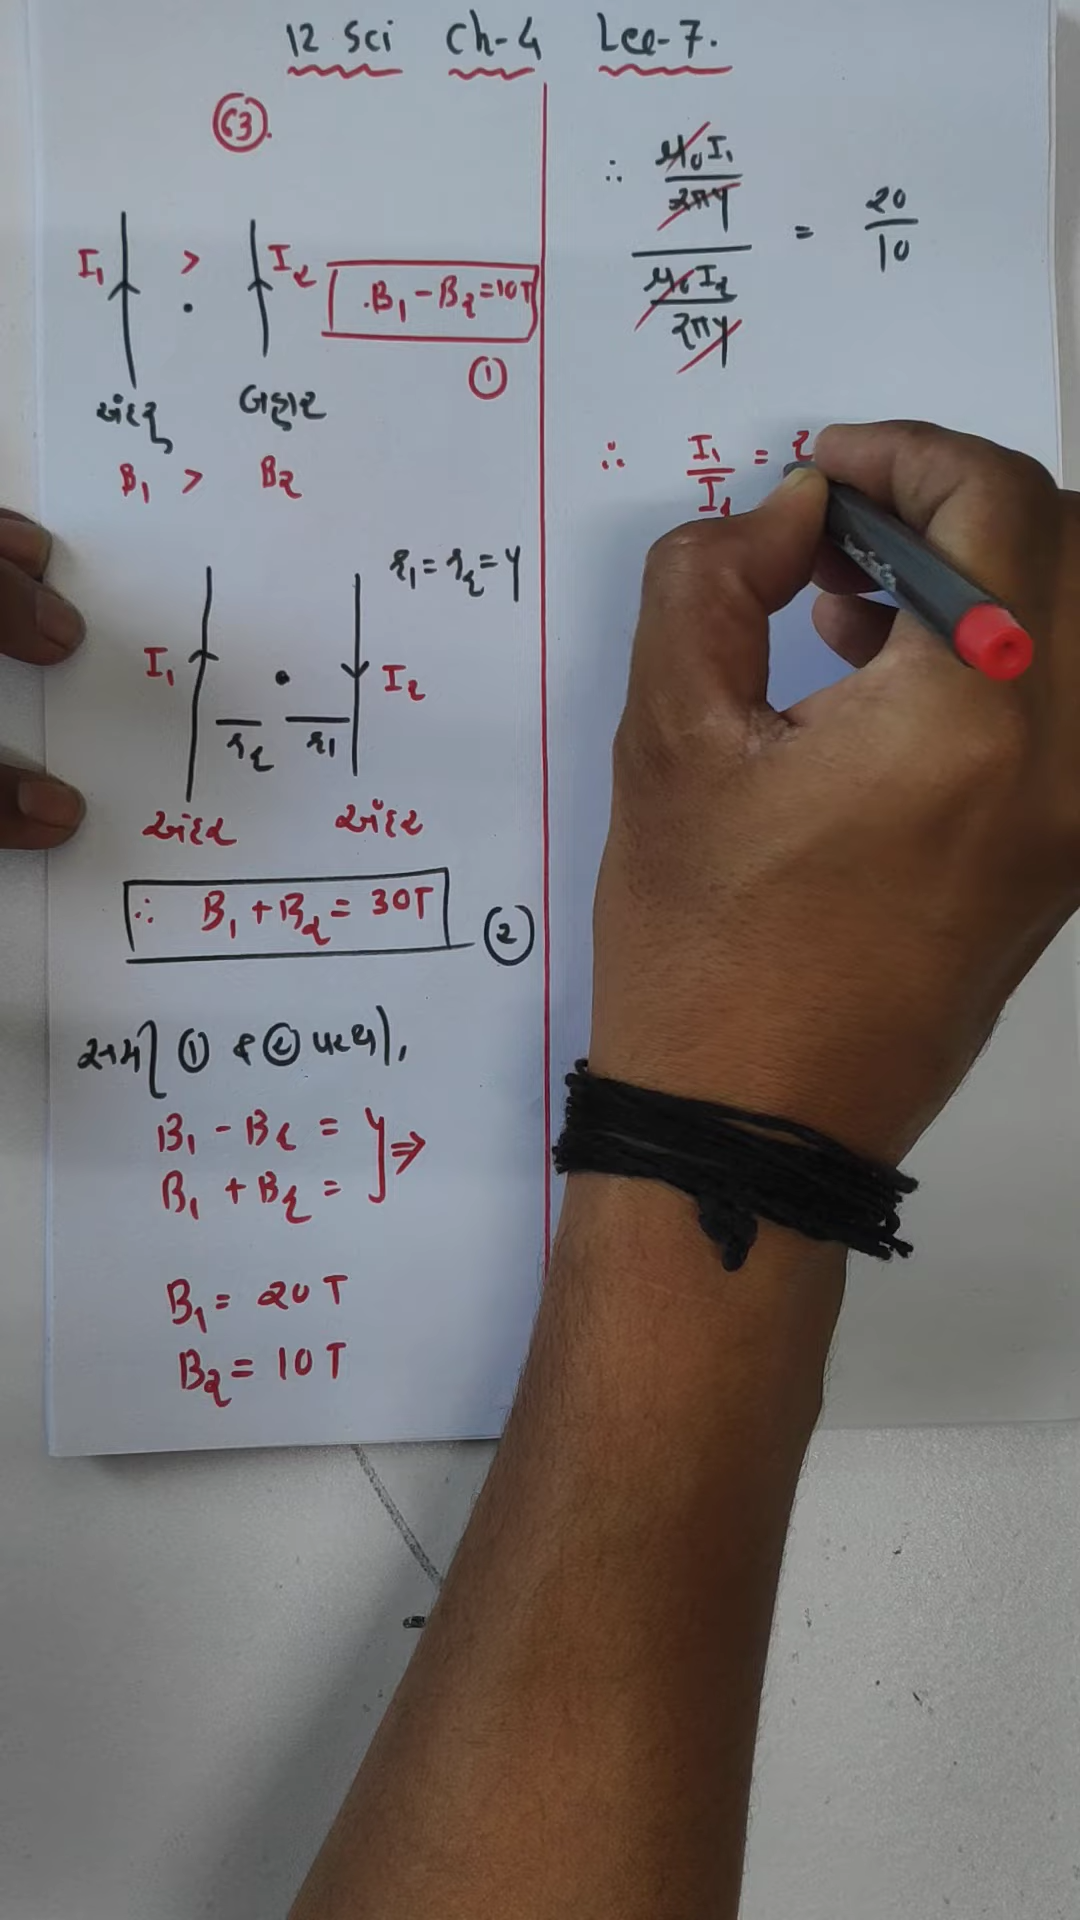 12 Sci Ch-4 Lec-7.
63.
I₁ > I₂
B₁ - B₂ = 10T
①
અંદર બહાર
B₁ > B₂
r₁ = r₂ = y
I₁ I₂
r₂ r₁
અંદર અંદર
∴ B₁ + B₂ = 30T
②
સમી ① & ② પરથી,
B₁ - B₂ =
B₁ + B₂ = } ⇒
B₁ = 20 T
B₂ = 10 T
∴ μ₀I₁
2πy
= 20/10
μ₀I₂
2πy
∴ I₁/I₂ = 2